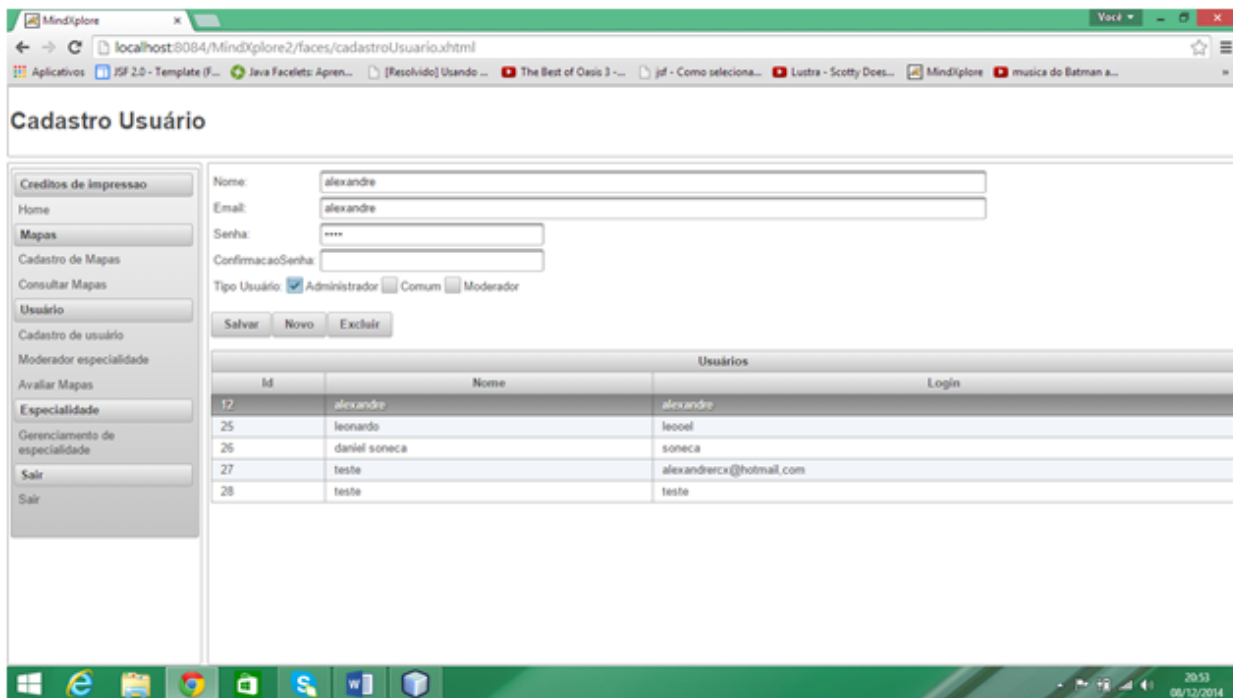 MindXplore
Você
localhost:8084/MindXplore2/faces/cadastroUsuario.xhtml
Aplicativos JSF 2.0 - Template (F... Java Facelets: Apren... [Resolvido] Usando ... The Best of Oasis 3 -... jsf - Como seleciona... Lustra - Scotty Does... MindXplore musica do Batman a... »
Cadastro Usuário
Creditos de impressao
Home
Mapas
Cadastro de Mapas
Consultar Mapas
Usuário
Cadastro de usuário
Moderador especialidade
Avaliar Mapas
Especialidade
Gerenciamento de
especialidade
Sair
Sair
Nome: alexandre
Email: alexandre
Senha: ••••
ConfirmacaoSenha:
Tipo Usuário: Administrador Comum Moderador
Salvar Novo Excluir
Usuários
Id Nome Login
12 alexandre alexandre
25 leonardo leooel
26 daniel soneca soneca
27 teste alexandrercx@hotmail.com
28 teste teste
20:53
08/12/2014